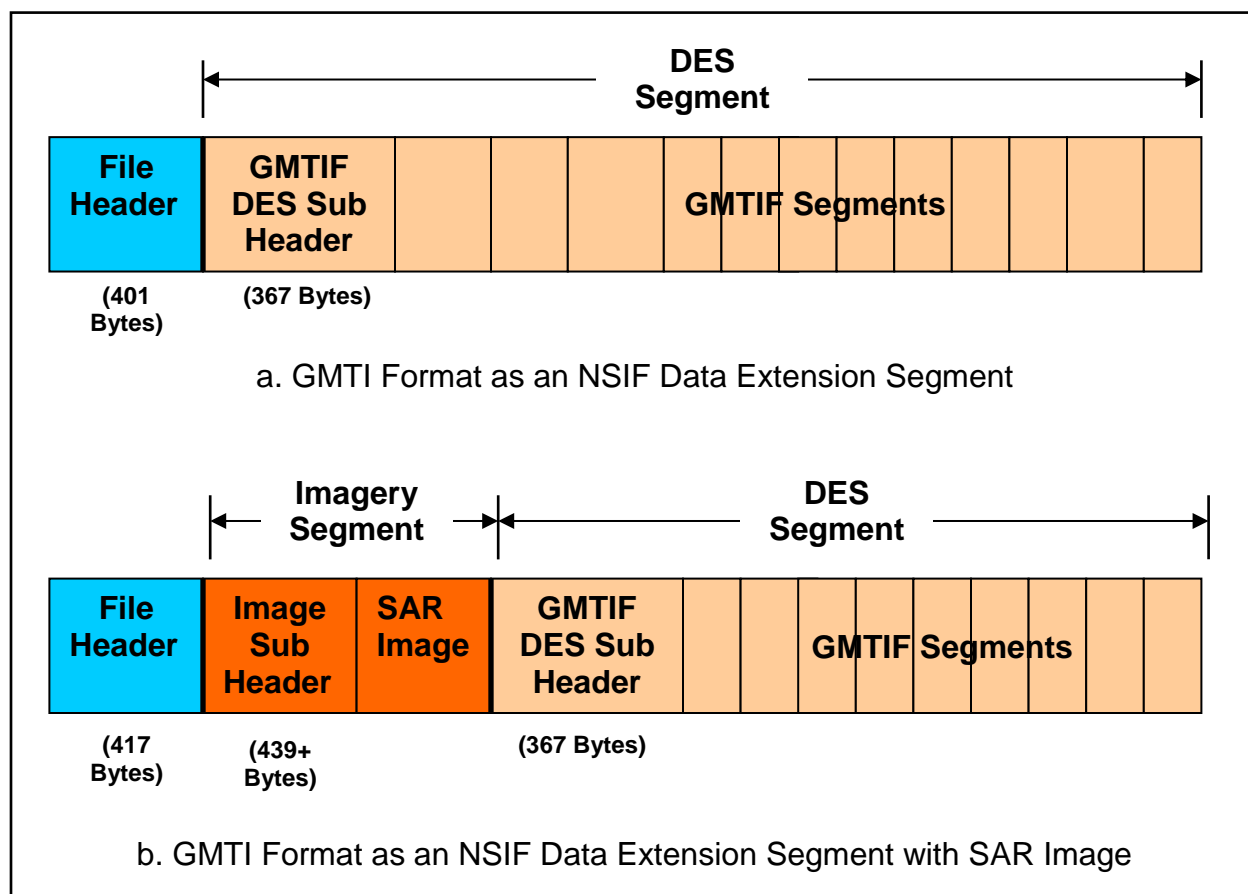 DES
Segment
File
Header
GMTIF
DES Sub
Header
GMTIF Segments
(401
Bytes)
(367 Bytes)
a. GMTI Format as an NSIF Data Extension Segment
Imagery
Segment
DES
Segment
File
Header
Image
Sub
Header
SAR
Image
GMTIF
DES Sub
Header
GMTIF Segments
(417
Bytes)
(439+
Bytes)
(367 Bytes)
b. GMTI Format as an NSIF Data Extension Segment with SAR Image